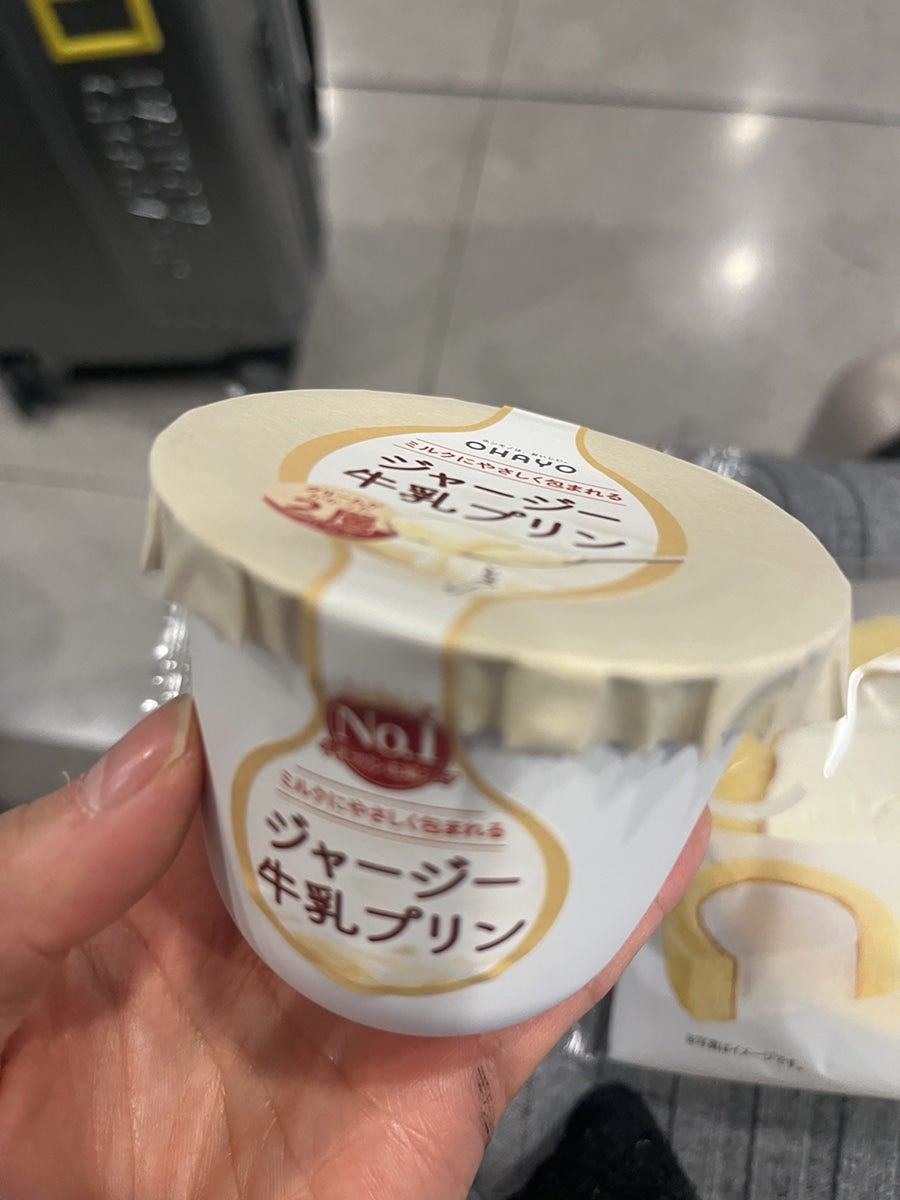 OHAYO
ミルクにやさしく包まれる
ジャージー
牛乳プリン
2層
No.1
ミルクにやさしく包まれる
ジャージー
牛乳プリン